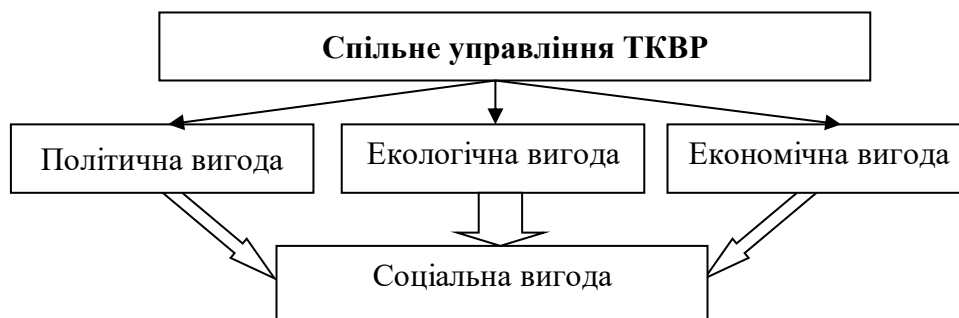 Спільне управління ТКВР
Політична вигода
Екологічна вигода
Економічна вигода
Соціальна вигода